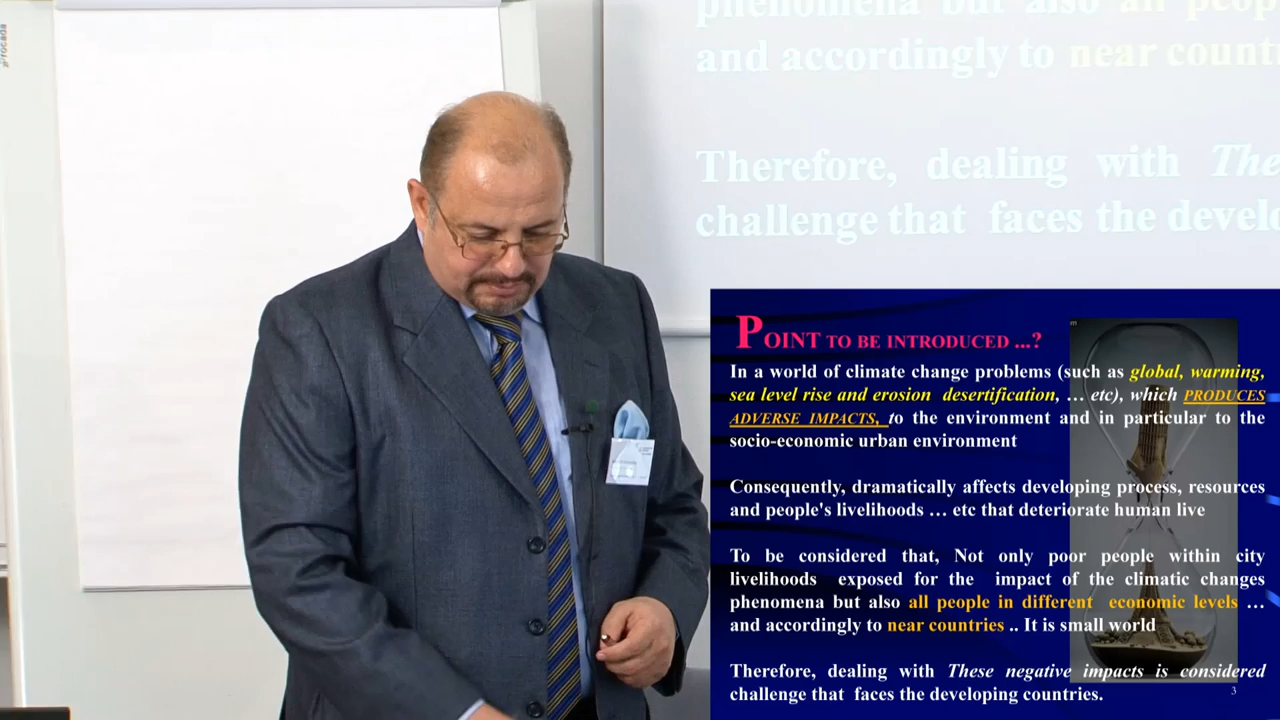 phenomena but also all peop
and accordingly to near count
Therefore, dealing with The
challenge that faces the develo
POINT TO BE INTRODUCED ...?
In a world of climate change problems (such as global, warming,
sea level rise and erosion desertification, … etc), which PRODUCES
ADVERSE IMPACTS, to the environment and in particular to the
socio-economic urban environment
Consequently, dramatically affects developing process, resources
and people's livelihoods … etc that deteriorate human live
To be considered that, Not only poor people within city
livelihoods exposed for the impact of the climatic changes
phenomena but also all people in different economic levels …
and accordingly to near countries .. It is small world
Therefore, dealing with These negative impacts is considered
challenge that faces the developing countries.
3